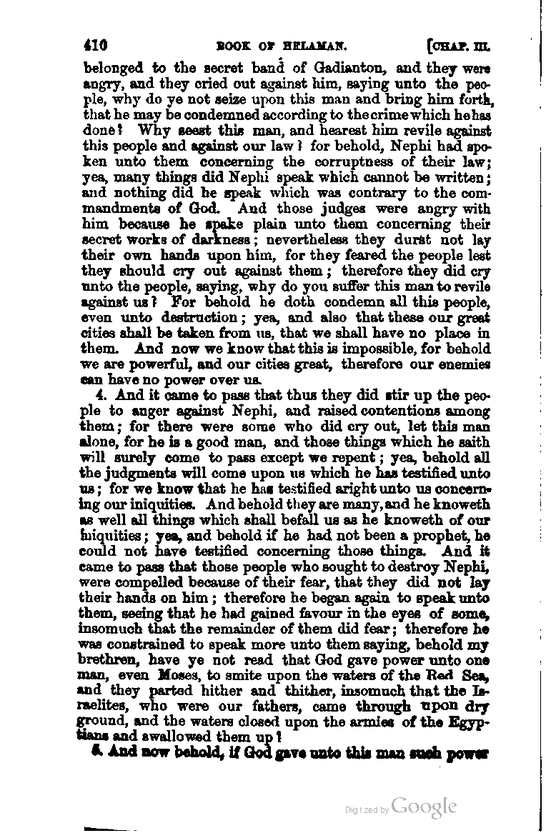 410 BOOK OF HELAMAN. [CHAP. III.
belonged to the secret band of Gadianton, and they were
angry, and they cried out against him, saying unto the peo-
ple, why do ye not seize upon this man and bring him forth,
that he may be condemned according to the crime which he has
done? Why seest this man, and hearest him revile against
this people and against our law? for behold, Nephi had spo-
ken unto them concerning the corruptness of their law;
yea, many things did Nephi speak which cannot be written;
and nothing did he speak which was contrary to the com-
mandments of God. And those judges were angry with
him because he spake plain unto them concerning their
secret works of darkness; nevertheless they durst not lay
their own hands upon him, for they feared the people lest
they should cry out against them; therefore they did cry
unto the people, saying, why do you suffer this man to revile
against us? For behold he doth condemn all this people,
even unto destruction; yea, and also that these our great
cities shall be taken from us, that we shall have no place in
them. And now we know that this is impossible, for behold
we are powerful, and our cities great, therefore our enemies
can have no power over us.
4. And it came to pass that thus they did stir up the peo-
ple to anger against Nephi, and raised contentions among
them; for there were some who did cry out, let this man
alone, for he is a good man, and those things which he saith
will surely come to pass except we repent; yea, behold all
the judgments will come upon us which he has testified unto
us; for we know that he has testified aright unto us concern-
ing our iniquities. And behold they are many, and he knoweth
as well all things which shall befall us as he knoweth of our
iniquities; yea, and behold if he had not been a prophet, he
could not have testified concerning those things. And it
came to pass that those people who sought to destroy Nephi,
were compelled because of their fear, that they did not lay
their hands on him; therefore he began again to speak unto
them, seeing that he had gained favour in the eyes of some,
insomuch that the remainder of them did fear; therefore he
was constrained to speak more unto them saying, behold my
brethren, have ye not read that God gave power unto one
man, even Moses, to smite upon the waters of the Red Sea,
and they parted hither and thither, insomuch that the Is-
raelites, who were our fathers, came through upon dry
ground, and the waters closed upon the armies of the Egyp-
tians and swallowed them up?
5. And now behold, if God gave unto this man such power
Digitized by Google